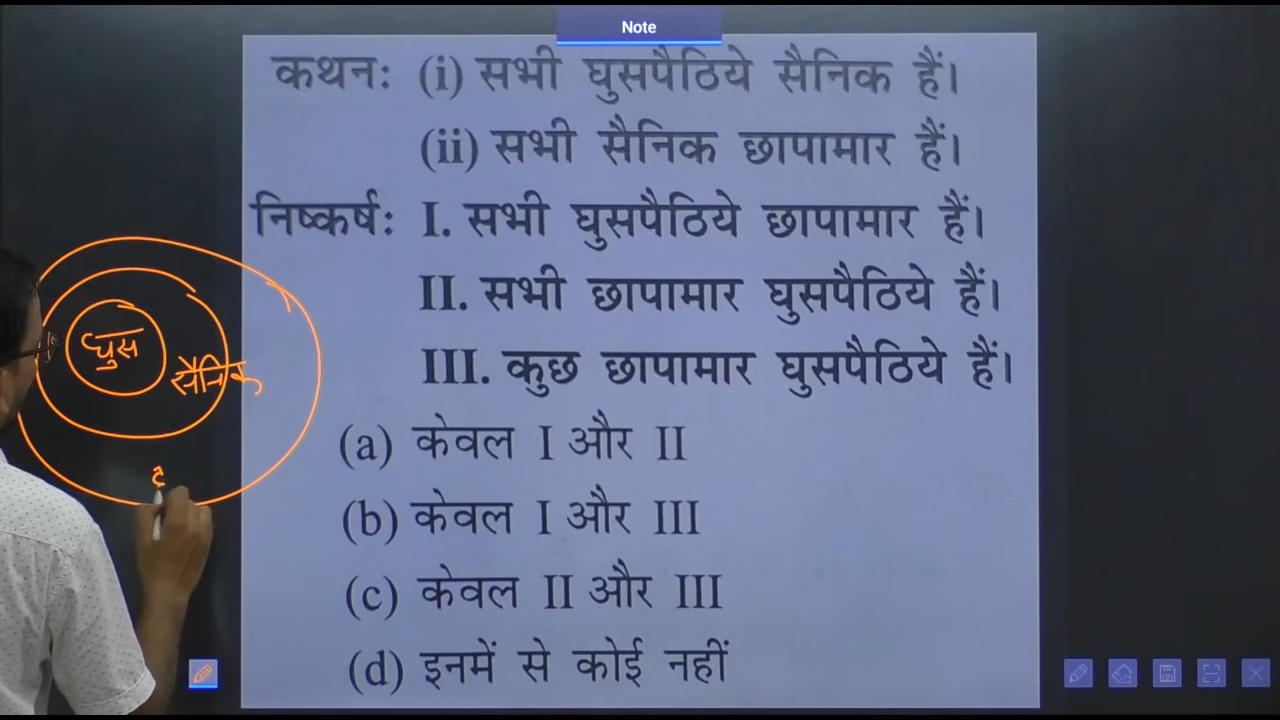 Note
कथनः (i) सभी घुसपैठिये सैनिक हैं।
(ii) सभी सैनिक छापामार हैं।
निष्कर्षः I. सभी घुसपैठिये छापामार हैं।
II. सभी छापामार घुसपैठिये हैं।
III. कुछ छापामार घुसपैठिये हैं।
(a) केवल I और II
(b) केवल I और III
(c) केवल II और III
(d) इनमें से कोई नहीं
घुस
सैनिक